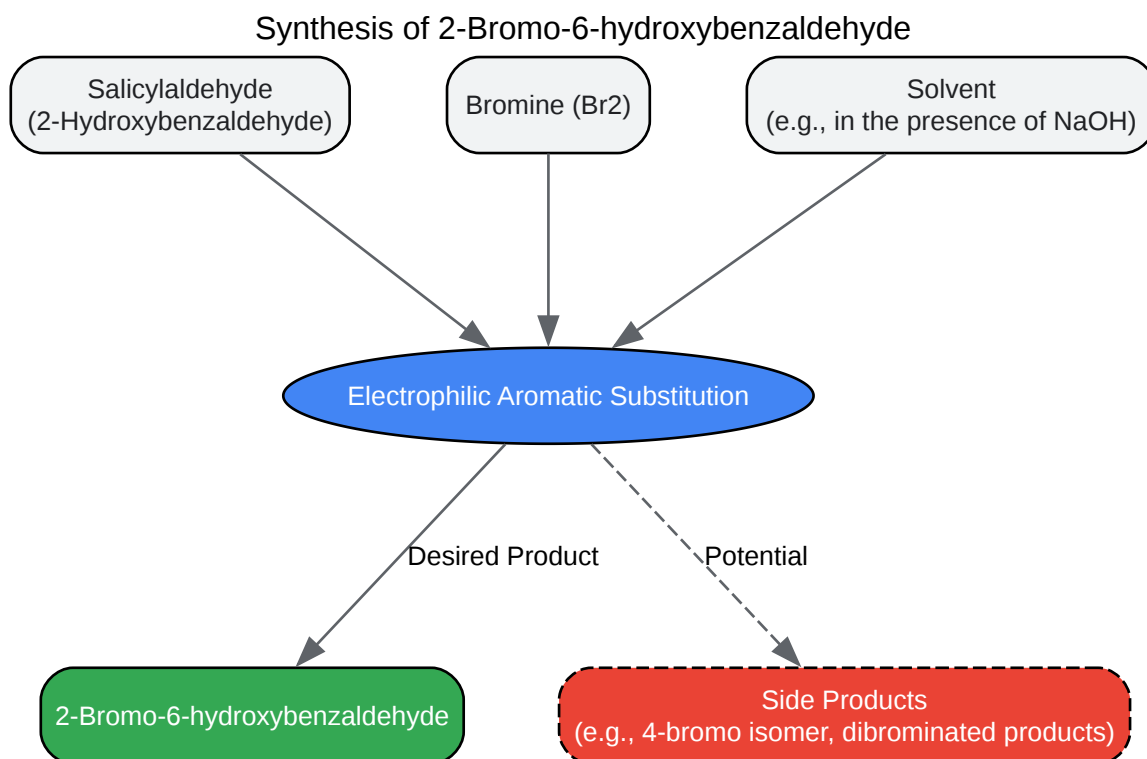 Synthesis of 2-Bromo-6-hydroxybenzaldehyde
Salicylaldehyde
(2-Hydroxybenzaldehyde)
Bromine (Br2)
Solvent
(e.g., in the presence of NaOH)
Electrophilic Aromatic Substitution
Desired Product
Potential
2-Bromo-6-hydroxybenzaldehyde
Side Products
(e.g., 4-bromo isomer, dibrominated products)